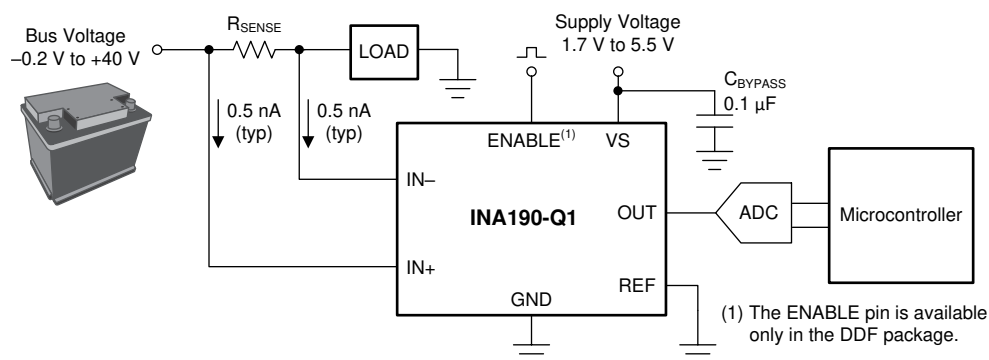 Bus Voltage
–0.2 V to +40 V
RSENSE
LOAD
Supply Voltage
1.7 V to 5.5 V
CBYPASS
0.1 µF
0.5 nA
(typ)
0.5 nA
(typ)
ENABLE(1)
VS
IN–
INA190-Q1
OUT
ADC
Microcontroller
IN+
REF
GND
(1) The ENABLE pin is available
only in the DDF package.